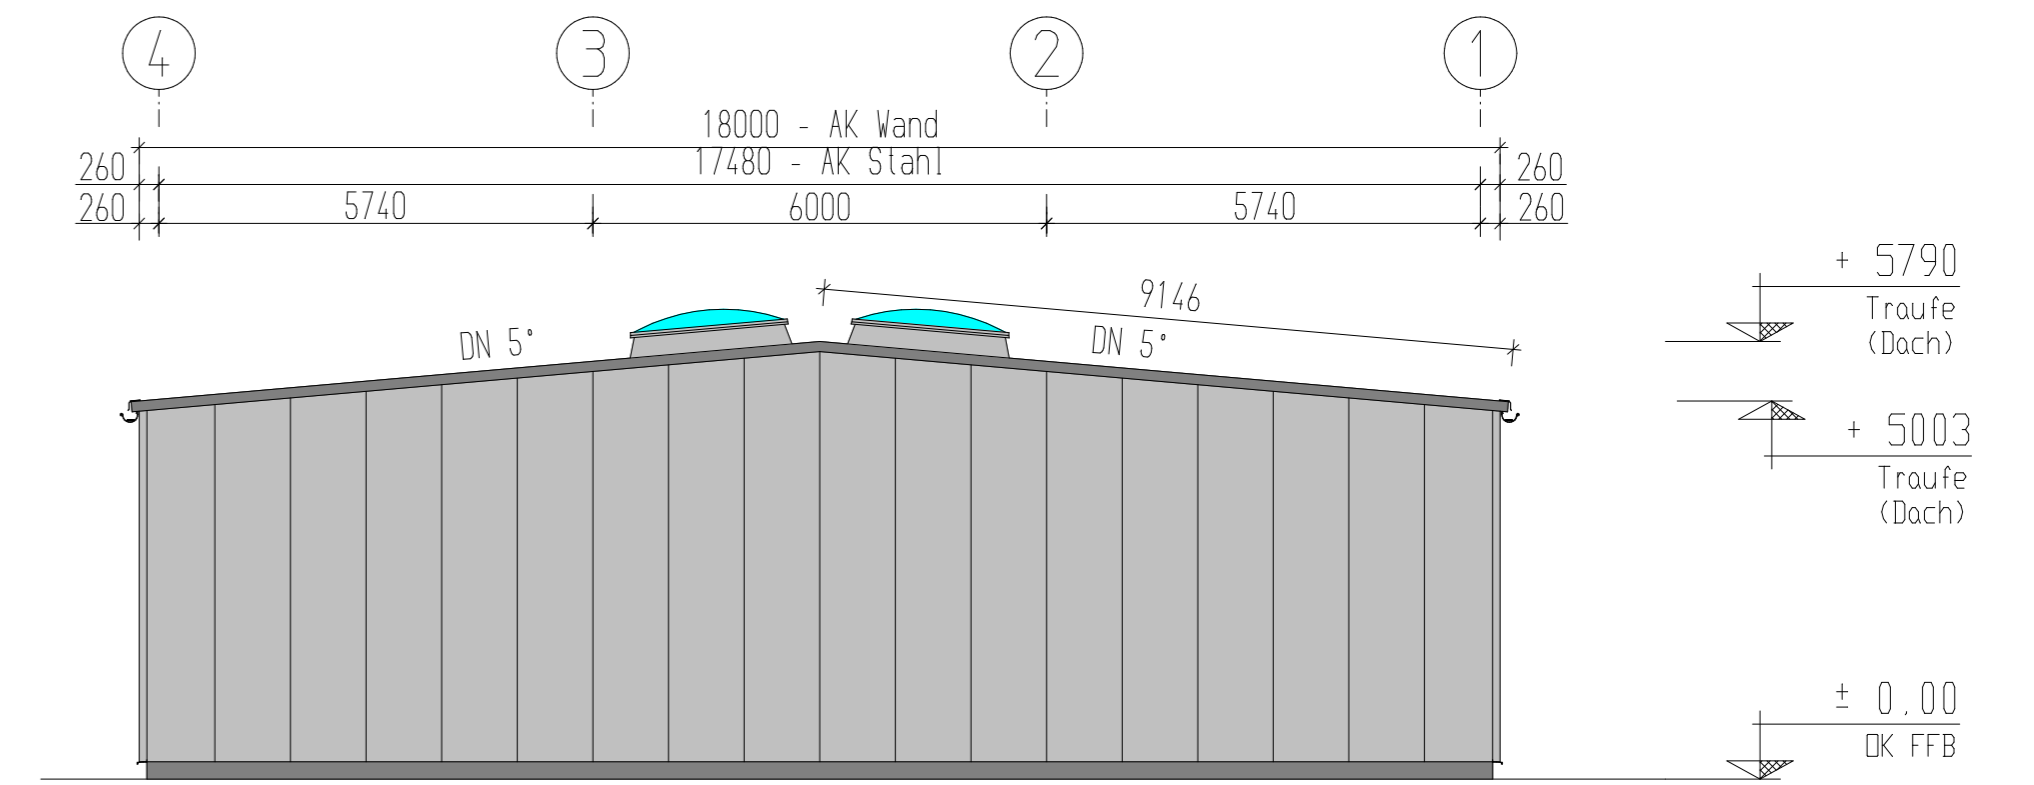 4 3 2 1
18000 - AK Wand
260 17480 - AK Stahl 260
260 5740 6000 5740 260
+ 5790
Traufe
(Dach)
9146
DN 5° DN 5°
+ 5003
Traufe
(Dach)
± 0.00
OK FFB